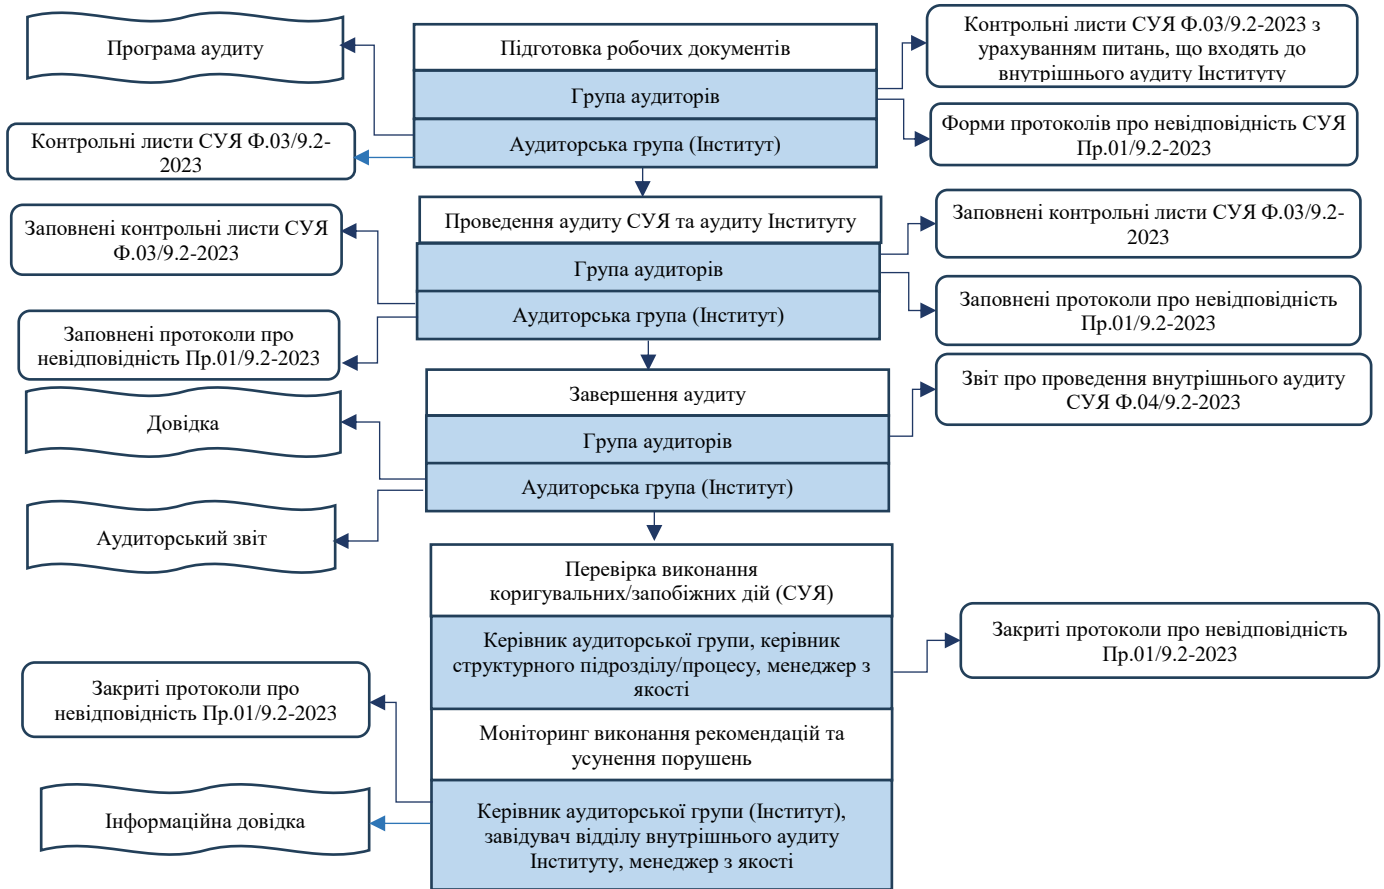 Програма аудиту
Підготовка робочих документів
Контрольні листи СУЯ Ф.03/9.2-2023 з
урахуванням питань, що входять до
внутрішнього аудиту Інституту
Група аудиторів
Контрольні листи СУЯ Ф.03/9.2-
2023
Аудиторська група (Інститут)
Форми протоколів про невідповідність СУЯ
Пр.01/9.2-2023
Заповнені контрольні листи СУЯ
Ф.03/9.2-2023
Проведення аудиту СУЯ та аудиту Інституту
Заповнені контрольні листи СУЯ Ф.03/9.2-
2023
Група аудиторів
Заповнені протоколи про
невідповідність Пр.01/9.2-2023
Аудиторська група (Інститут)
Заповнені протоколи про невідповідність
Пр.01/9.2-2023
Завершення аудиту
Звіт про проведення внутрішнього аудиту
СУЯ Ф.04/9.2-2023
Довідка
Група аудиторів
Аудиторська група (Інститут)
Аудиторський звіт
Перевірка виконання
коригувальних/запобіжних дій (СУЯ)
Керівник аудиторської групи, керівник
структурного підрозділу/процесу, менеджер з
якості
Закриті протоколи про невідповідність
Пр.01/9.2-2023
Закриті протоколи про
невідповідність Пр.01/9.2-2023
Моніторинг виконання рекомендацій та
усунення порушень
Інформаційна довідка
Керівник аудиторської групи (Інститут),
завідувач відділу внутрішнього аудиту
Інституту, менеджер з якості